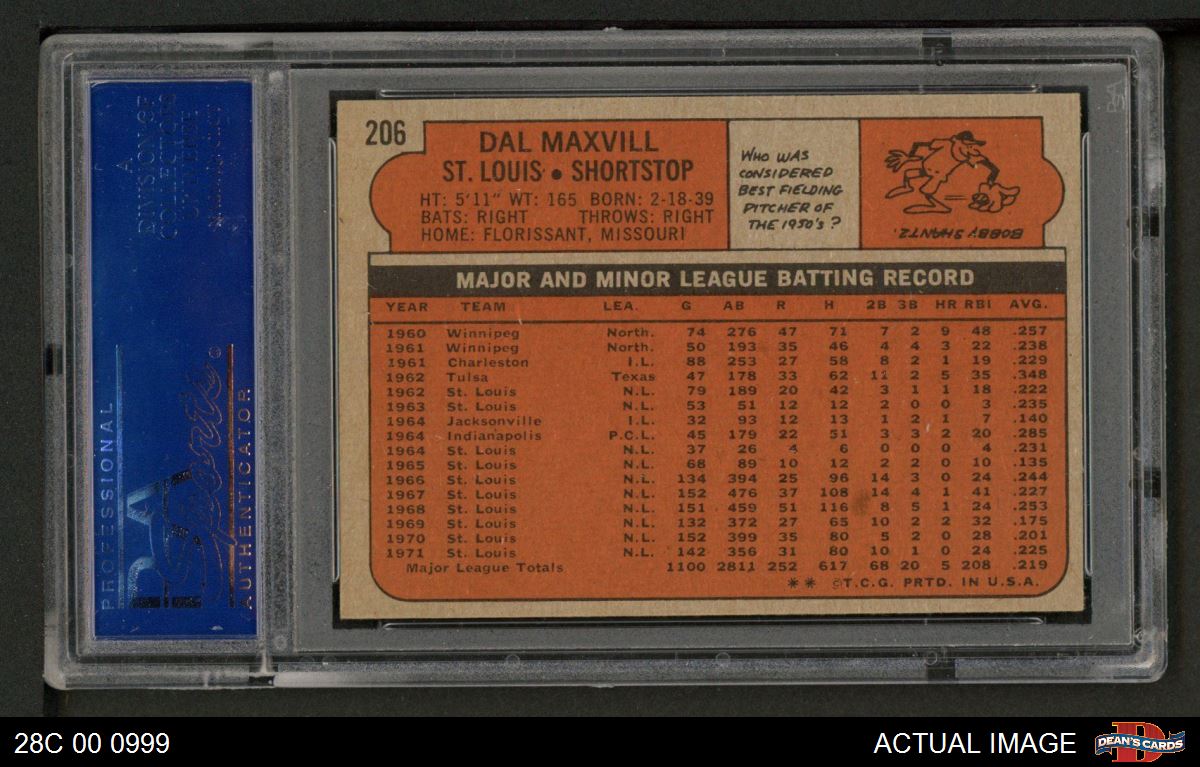 206
DAL MAXVILL
ST. LOUIS • SHORTSTOP
HT: 5'11" WT: 165 BORN: 2-18-39
BATS: RIGHT THROWS: RIGHT
HOME: FLORISSANT, MISSOURI
WHO WAS
CONSIDERED
BEST FIELDING
PITCHER OF
THE 1950'S?
BOBBY SHANTZ.
MAJOR AND MINOR LEAGUE BATTING RECORD
YEAR TEAM LEA. G AB R H 2B 3B HR RBI AVG.
1960 Winnipeg North. 74 276 47 71 7 2 9 48 .257
1961 Winnipeg North. 50 193 35 46 4 4 3 22 .238
1961 Charleston I.L. 88 253 27 58 8 2 1 19 .229
1962 Tulsa Texas 47 178 33 62 11 2 5 35 .348
1962 St. Louis N.L. 79 189 20 42 3 1 1 18 .222
1963 St. Louis N.L. 53 51 12 12 2 0 0 3 .235
1964 Jacksonville I.L. 32 93 12 13 1 2 1 7 .140
1964 Indianapolis P.C.L. 45 179 22 51 3 3 2 20 .285
1964 St. Louis N.L. 37 26 4 6 0 0 0 4 .231
1965 St. Louis N.L. 68 89 10 12 2 2 0 10 .135
1966 St. Louis N.L. 134 394 25 96 14 3 0 24 .244
1967 St. Louis N.L. 152 476 37 108 14 4 1 41 .227
1968 St. Louis N.L. 151 459 51 116 8 5 1 24 .253
1969 St. Louis N.L. 132 372 27 65 10 2 2 32 .175
1970 St. Louis N.L. 152 399 35 80 5 2 0 28 .201
1971 St. Louis N.L. 142 356 31 80 10 1 0 24 .225
Major League Totals 1100 2811 252 617 68 20 5 208 .219
** ©T.C.G. PRTD. IN U.S.A.
A
DIVISION OF
COLLECTORS
UNIVERSE
PROFESSIONAL
PSA
Sports
AUTHENTICATOR
28C 00 0999
ACTUAL IMAGE
D
DEAN'S CARDS